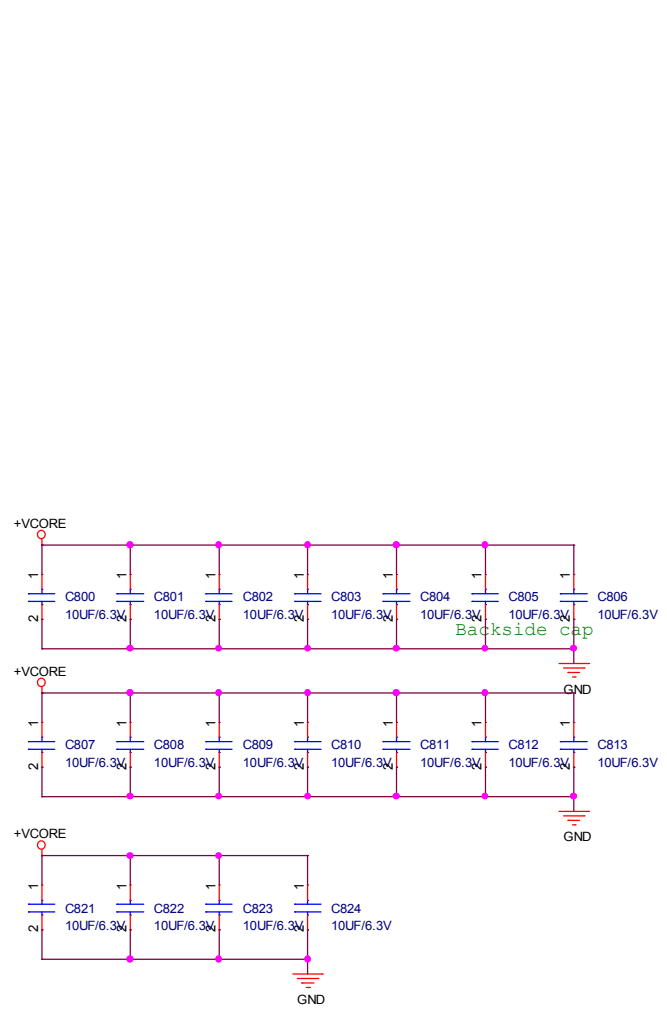 +VCORE
1 1 1 1 1 1 1
C800 C801 C802 C803 C804 C805 C806
2 10UF/6.3V 2 10UF/6.3V 2 10UF/6.3V 2 10UF/6.3V 2 10UF/6.3V 2 10UF/6.3V 2 10UF/6.3V
Backside cap
GND
+VCORE
1 1 1 1 1 1 1
C807 C808 C809 C810 C811 C812 C813
2 10UF/6.3V 2 10UF/6.3V 2 10UF/6.3V 2 10UF/6.3V 2 10UF/6.3V 2 10UF/6.3V 2 10UF/6.3V
GND
+VCORE
1 1 1 1
C821 C822 C823 C824
2 10UF/6.3V 2 10UF/6.3V 2 10UF/6.3V 2 10UF/6.3V
GND